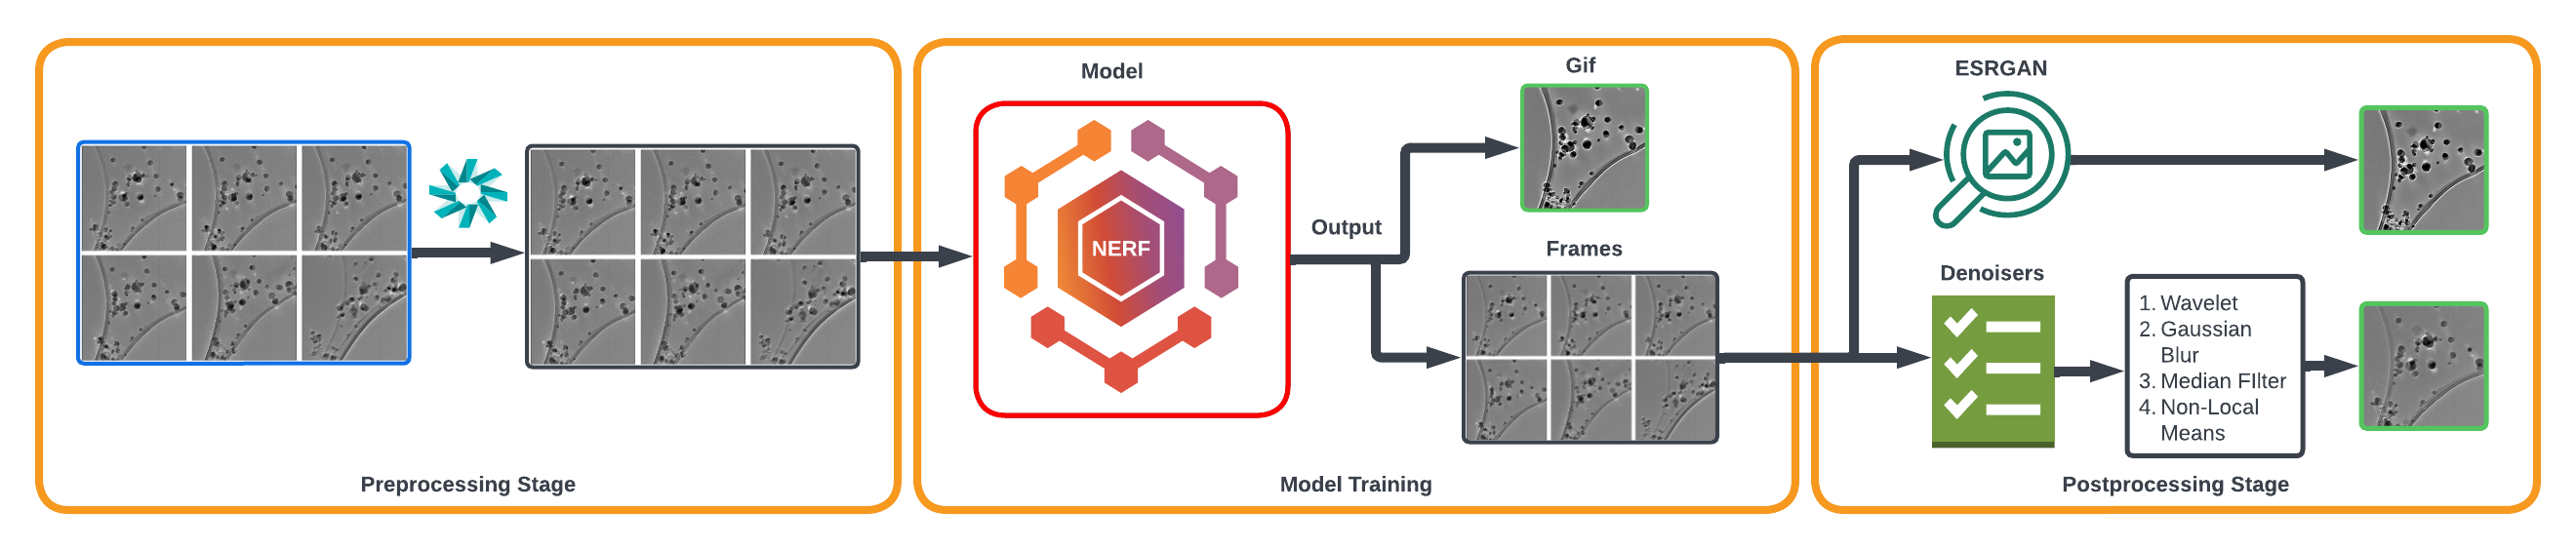 Preprocessing Stage
Model
NERF
Output
Gif
Frames
Model Training
ESRGAN
Denoisers
1. Wavelet
2. Gaussian
Blur
3. Median FIlter
4. Non-Local
Means
Postprocessing Stage